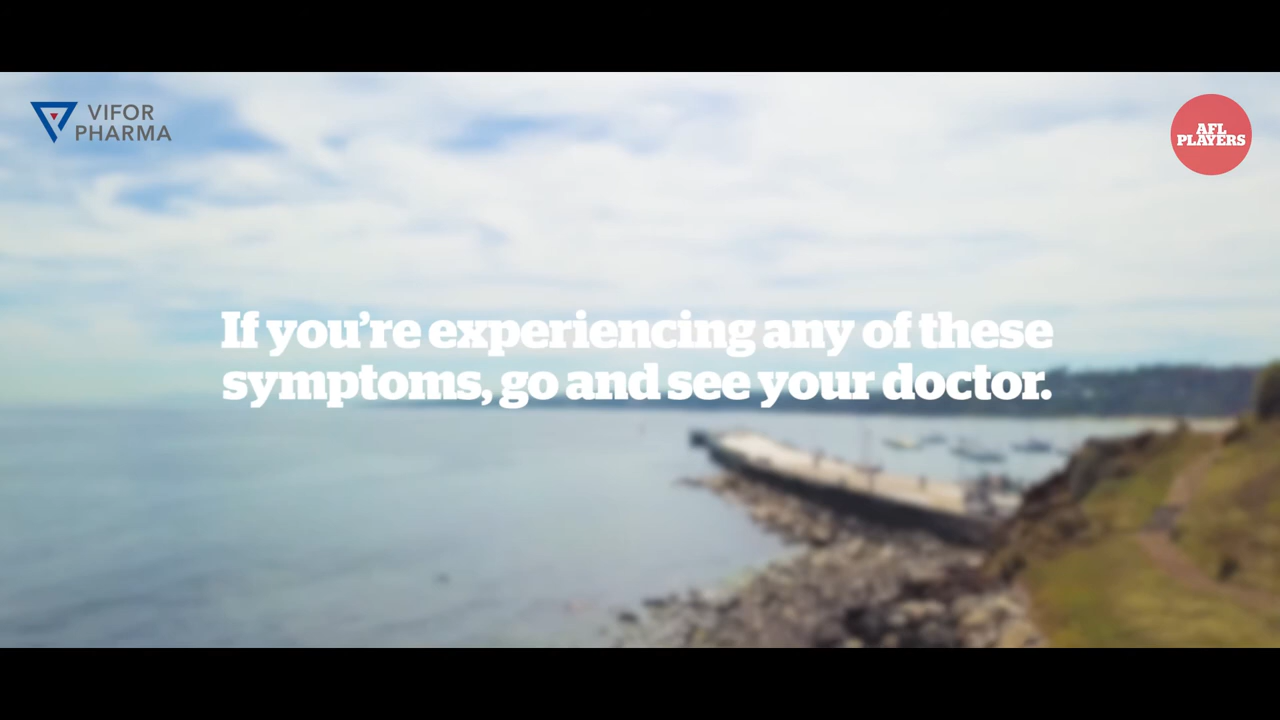 VIFOR
PHARMA
AFL
PLAYERS
If you're experiencing any of these
symptoms, go and see your doctor.